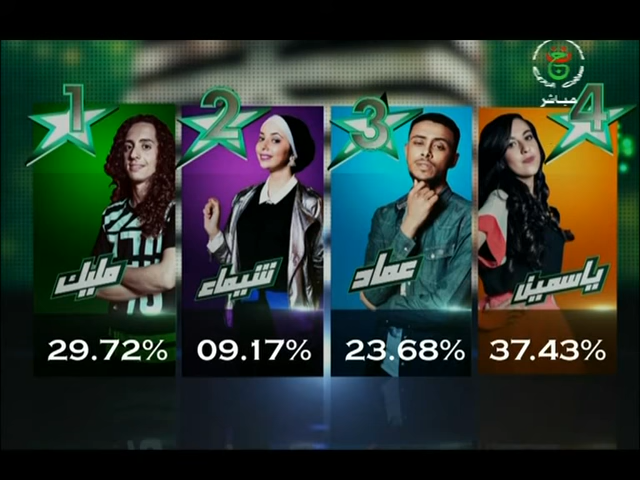 مباشر
1 2 3 4
مليك شيماء عماد ياسمين
29.72% 09.17% 23.68% 37.43%